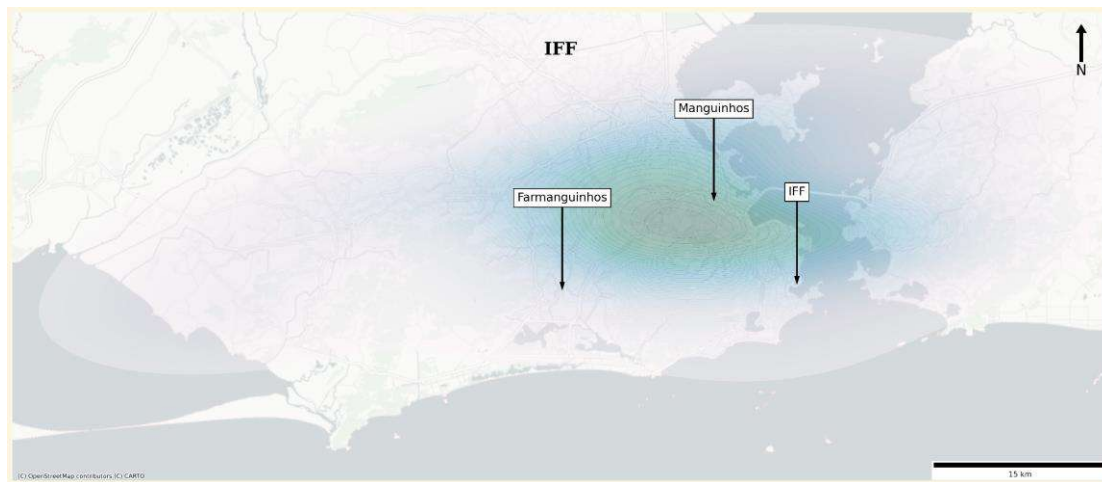 IFF
N
Manguinhos
IFF
Farmanguinhos
(C) OpenStreetMap contributors (C) CARTO
15 km